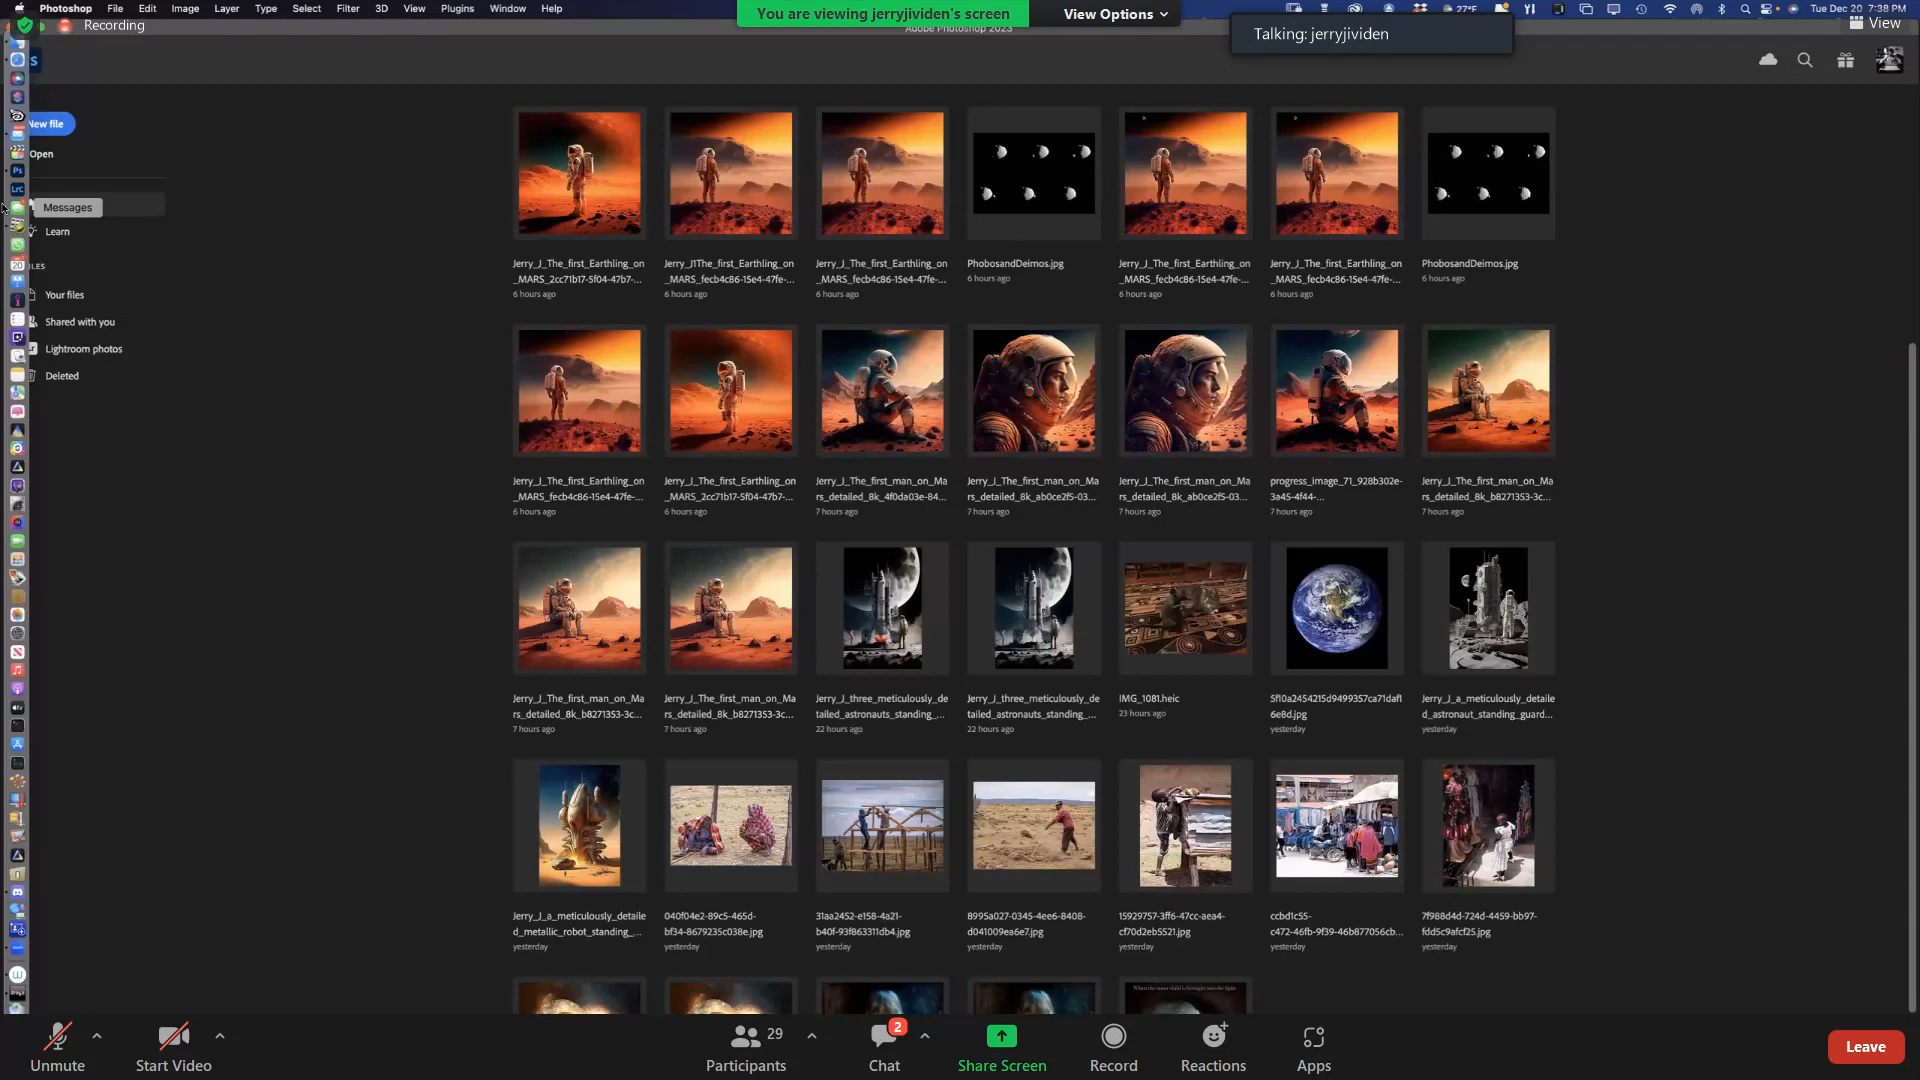 Photoshop File Edit Image Layer Type Select Filter 3D View Plugins Window Help
You are viewing jerryjividen's screen
View Options
27°F
Tue Dec 20 7:38 PM
Recording
Adobe Photoshop 2023
Talking: jerryjividen
View
New file
Open
Messages
Learn
Your files
Shared with you
Lightroom photos
Deleted
Jerry_J_The_first_Earthling_on
_MARS_2cc71b17-5f04-47b7-...
6 hours ago
Jerry_J1The_first_Earthling_on
_MARS_fecb4c86-15e4-47fe-...
6 hours ago
Jerry_J_The_first_Earthling_on
_MARS_fecb4c86-15e4-47fe-...
6 hours ago
PhobosandDeimos.jpg
6 hours ago
Jerry_J_The_first_Earthling_on
_MARS_fecb4c86-15e4-47fe-...
6 hours ago
Jerry_J_The_first_Earthling_on
_MARS_fecb4c86-15e4-47fe-...
6 hours ago
PhobosandDeimos.jpg
6 hours ago
Jerry_J_The_first_Earthling_on
_MARS_fecb4c86-15e4-47fe-...
6 hours ago
Jerry_J_The_first_Earthling_on
_MARS_2cc71b17-5f04-47b7-...
6 hours ago
Jerry_J_The_first_man_on_Ma
rs_detailed_8k_4f0da03e-84...
7 hours ago
Jerry_J_The_first_man_on_Ma
rs_detailed_8k_ab0ce2f5-03...
7 hours ago
Jerry_J_The_first_man_on_Ma
rs_detailed_8k_ab0ce2f5-03...
7 hours ago
progress_image_71_928b302e-
3a45-4f44-...
7 hours ago
Jerry_J_The_first_man_on_Ma
rs_detailed_8k_b8271353-3c...
7 hours ago
Jerry_J_The_first_man_on_Ma
rs_detailed_8k_b8271353-3c...
7 hours ago
Jerry_J_The_first_man_on_Ma
rs_detailed_8k_b8271353-3c...
7 hours ago
Jerry_J_three_meticulously_de
tailed_astronauts_standing_...
22 hours ago
Jerry_J_three_meticulously_de
tailed_astronauts_standing_...
22 hours ago
IMG_1081.heic
23 hours ago
5f10a2454215d9499357ca71daf1
6e8d.jpg
yesterday
Jerry_J_a_meticulously_detaile
d_astronaut_standing_guard...
yesterday
Jerry_J_a_meticulously_detaile
d_metallic_robot_standing_...
yesterday
040f04e2-89c5-465d-
bf34-8679235c038e.jpg
yesterday
31aa2452-e158-4a21-
b40f-93f863311db4.jpg
yesterday
8995a027-0345-4ee6-8408-
d041009ea6e7.jpg
yesterday
15929757-3ff6-47cc-aea4-
cf70d2eb5521.jpg
yesterday
ccbd1c55-
c472-46fb-9f39-46b877056cb...
yesterday
7f988d4d-724d-4459-bb97-
fdd5c9afcf25.jpg
yesterday
Unmute
Start Video
29
Participants
2
Chat
Share Screen
Record
Reactions
Apps
Leave